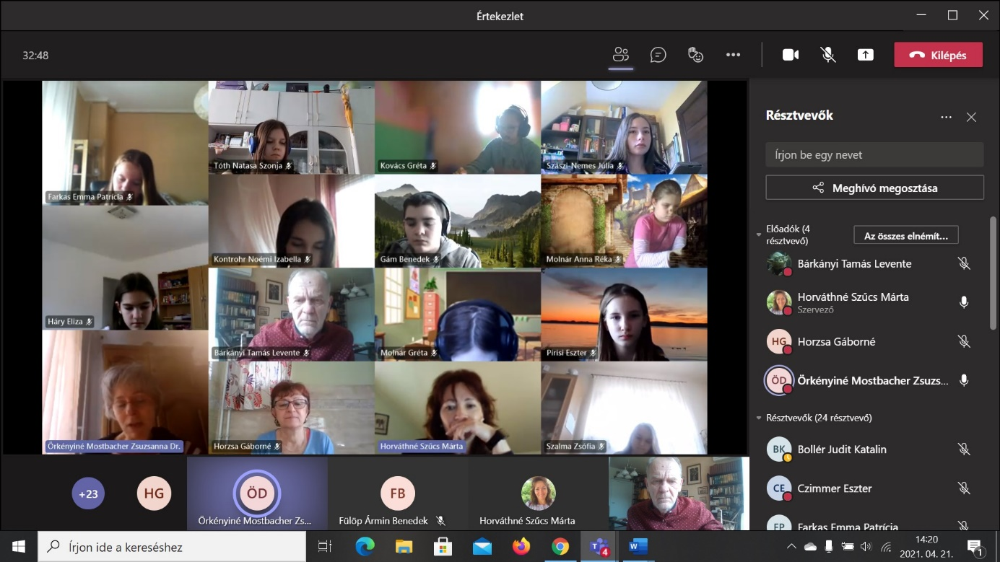 Értekezlet
32:48
Kilépés
Farkas Emma Patrícia
Tóth Natasa Szonja
Kovács Gréta
Szászi-Nemes Júlia
Kontrohr Noémi Izabella
Gám Benedek
Molnár Anna Réka
Háry Eliza
Bárkányi Tamás Levente
Molnár Gréta
Pirisi Eszter
Örkényiné Mostbacher Zsuzsanna Dr.
Horzsa Gáborné
Horváthné Szűcs Márta
Szalma Zsófia
+23
HG
ÖD
Örkényiné Mostbacher Zs...
FB
Fülöp Ármin Benedek
Horváthné Szűcs Márta
Résztvevők
Írjon be egy nevet
Meghívó megosztása
Előadók (4
résztvevő)
Az összes elnémít...
Bárkányi Tamás Levente
Horváthné Szűcs Márta
Szervező
HG
Horzsa Gáborné
ÖD
Örkényiné Mostbacher Zsuzs...
Résztvevők (24 résztvevő)
BK
Bollér Judit Katalin
CE
Czimmer Eszter
FP
Farkas Emma Patrícia
Írjon ide a kereséshez
4
14:20
2021. 04. 21.
1